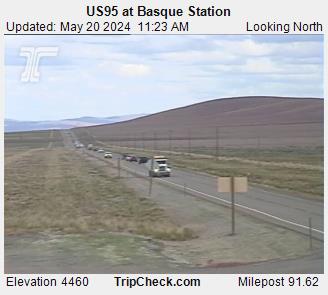 US95 at Basque Station
Updated: May 20 2024 11:23 AM Looking North
Elevation 4460 TripCheck.com Milepost 91.62